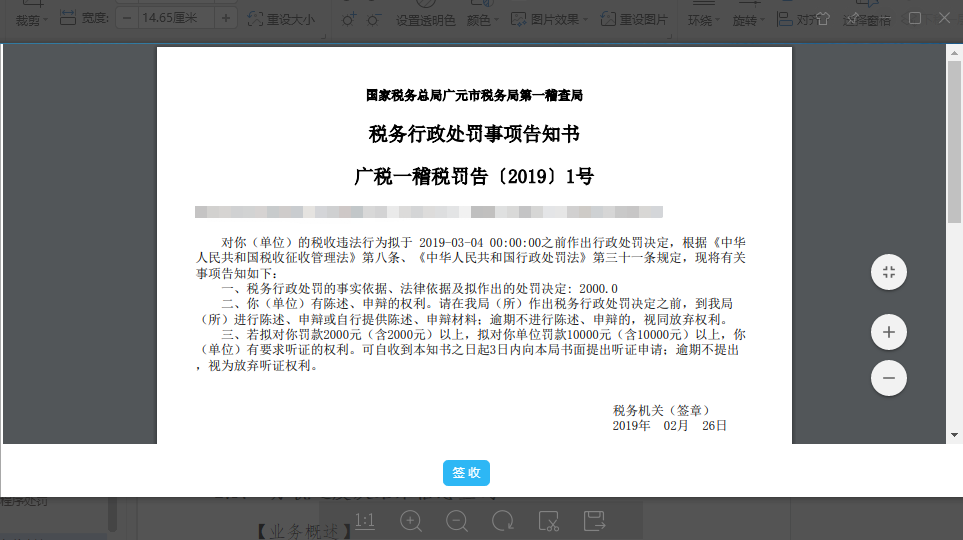 裁剪 宽度: 14.65厘米 重设大小 设置透明色 颜色 图片效果 重设图片 环绕 旋转 对齐 选择窗格
国家税务总局广元市税务局第一稽查局
税务行政处罚事项告知书
广税一稽税罚告〔2019〕1号
对你（单位）的税收违法行为拟于 2019-03-04 00:00:00之前作出行政处罚决定，根据《中华
人民共和国税收征收管理法》第八条、《中华人民共和国行政处罚法》第三十一条规定，现将有关
事项告知如下：
一、税务行政处罚的事实依据、法律依据及拟作出的处罚决定: 2000.0
二、你（单位）有陈述、申辩的权利。请在我局（所）作出税务行政处罚决定之前，到我局
（所）进行陈述、申辩或自行提供陈述、申辩材料；逾期不进行陈述、申辩的，视同放弃权利。
三、若拟对你罚款2000元（含2000元）以上，拟对你单位罚款10000元（含10000元）以上，你
（单位）有要求听证的权利。可自收到本知书之日起3日内向本局书面提出听证申请；逾期不提出
，视为放弃听证权利。
税务机关（签章）
2019年 02月 26日
签收
程序处罚
1:1
【业务概述】